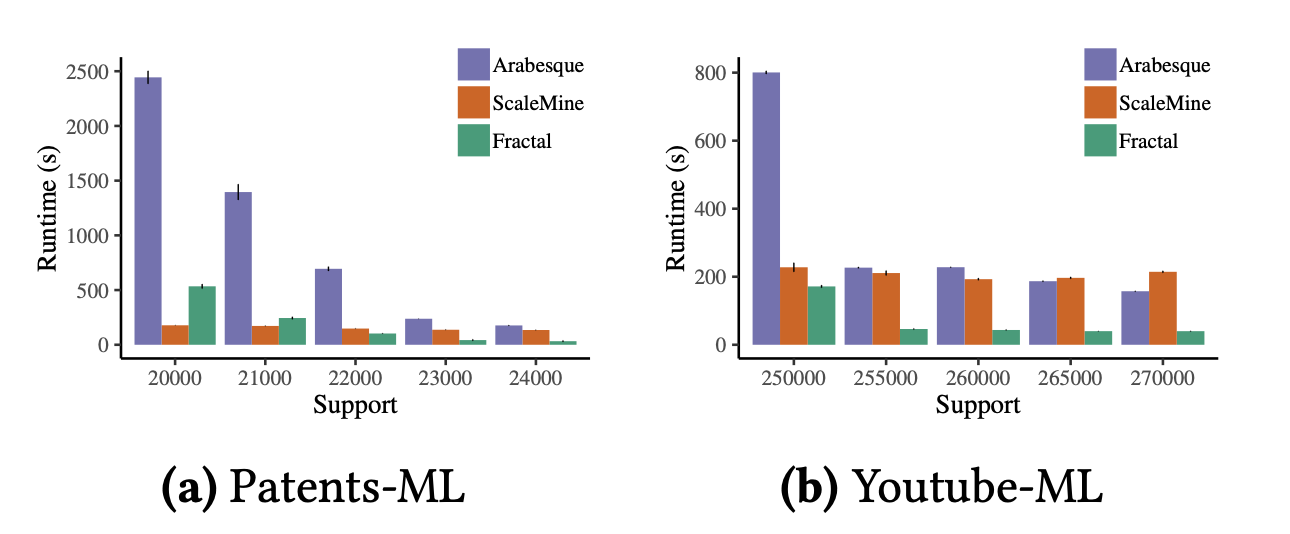 Runtime (s)
2500
2000
1500
1000
500
0
Arabesque
ScaleMine
Fractal
20000 21000 22000 23000 24000
Support
(a) Patents-ML
Runtime (s)
800
600
400
200
0
Arabesque
ScaleMine
Fractal
250000 255000 260000 265000 270000
Support
(b) Youtube-ML